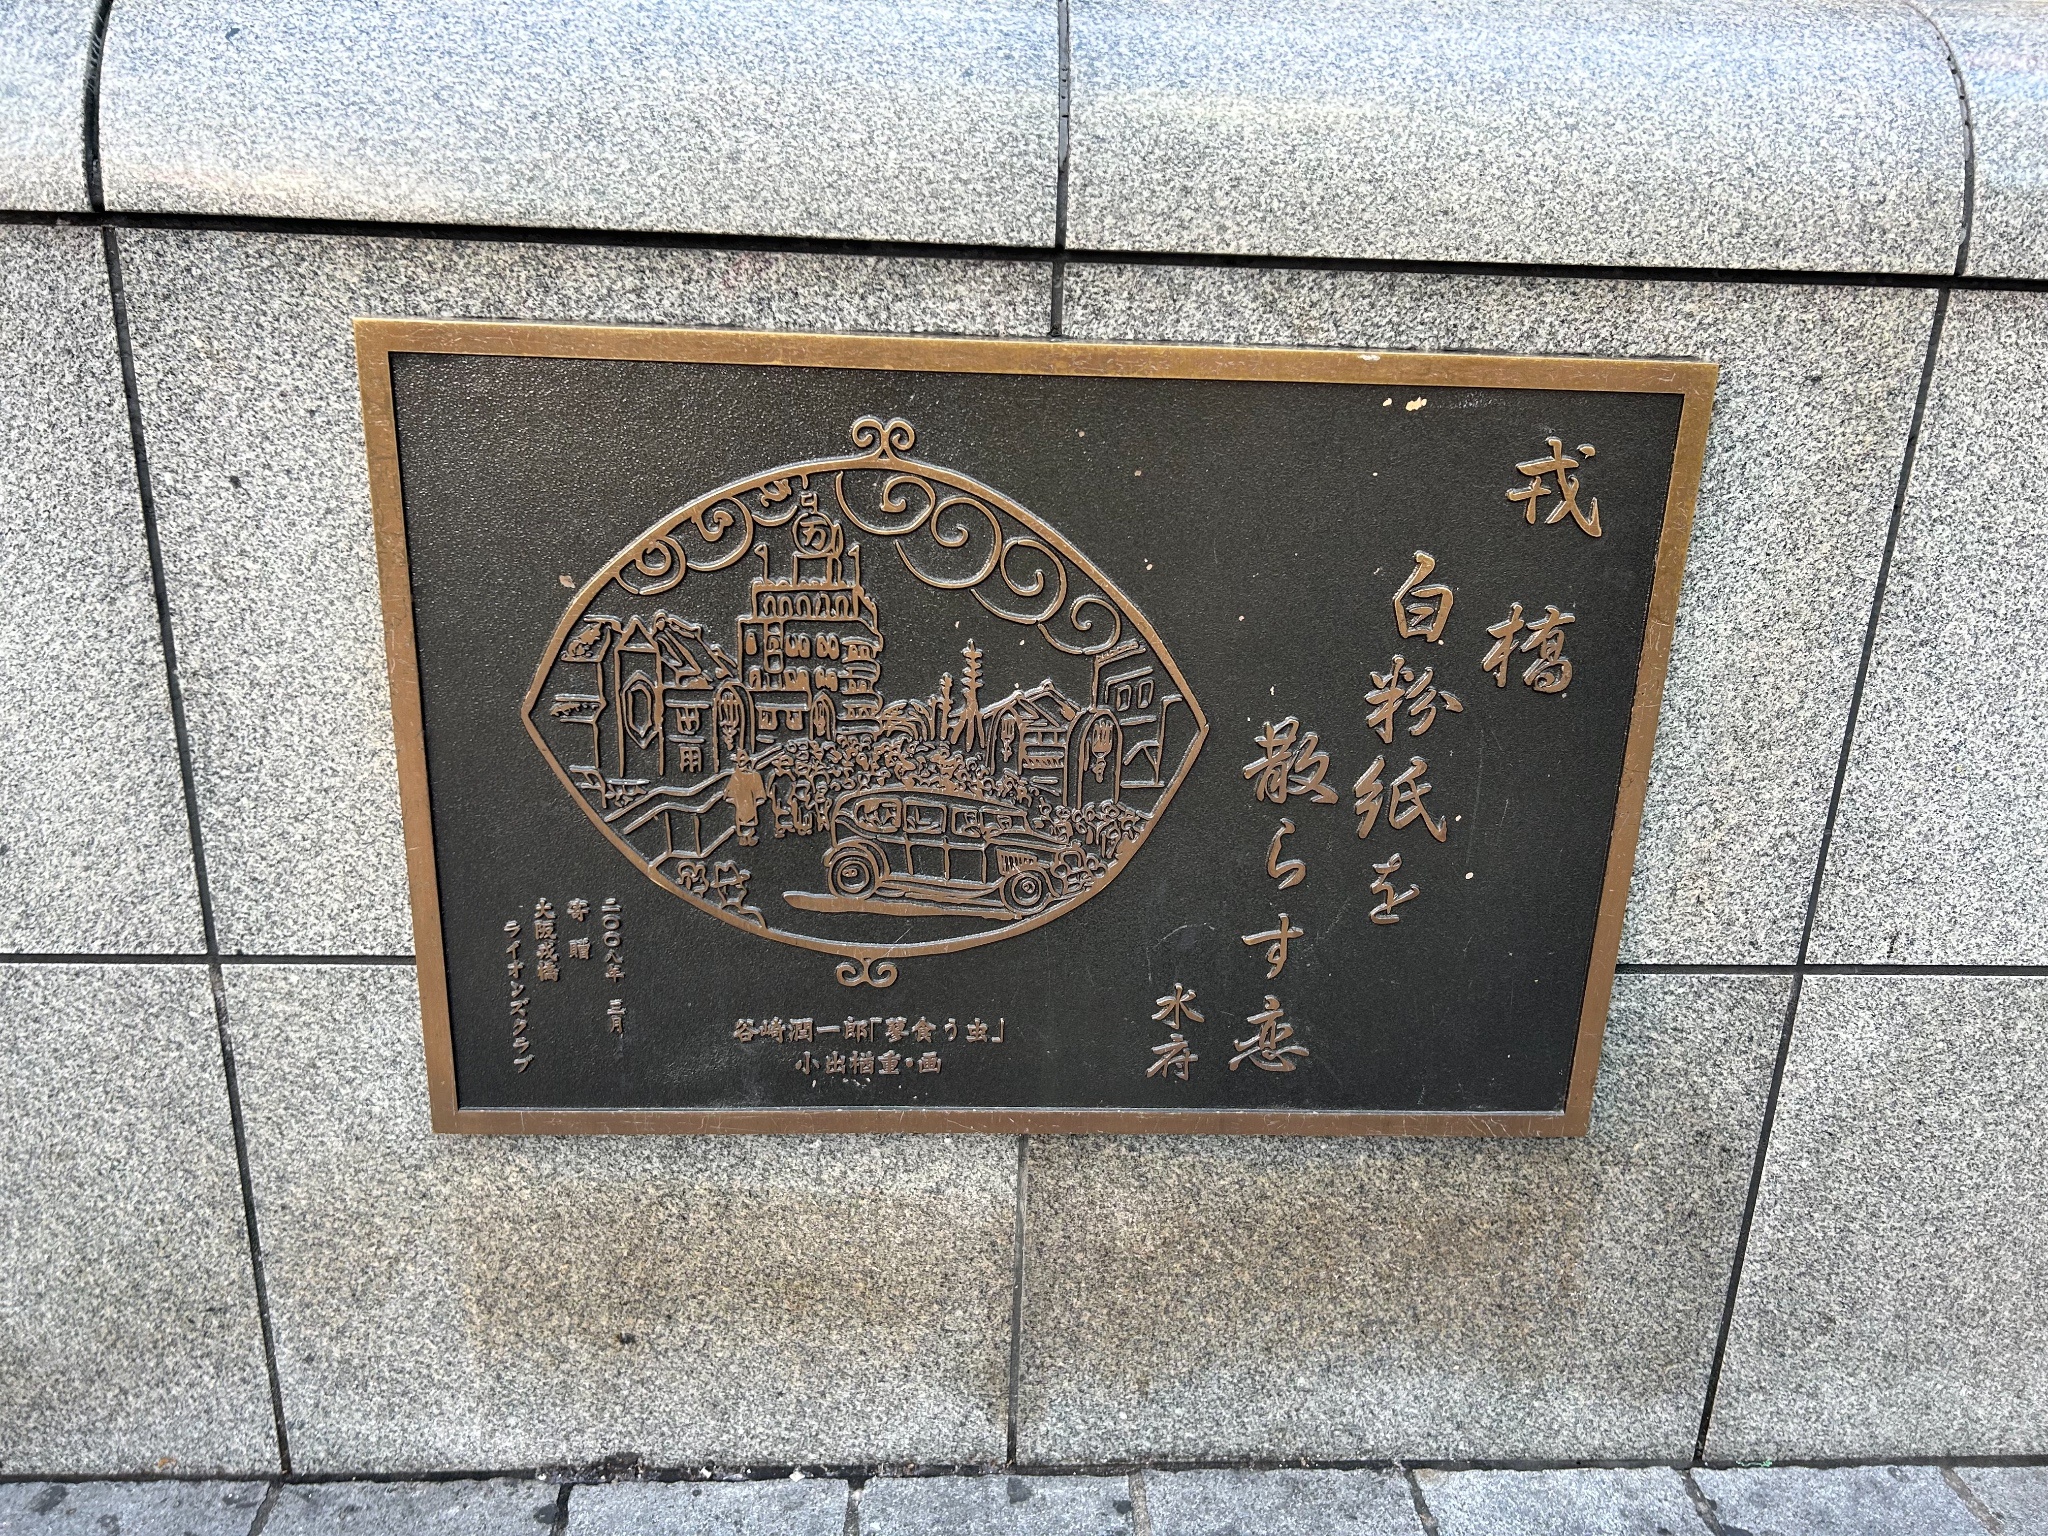 戎橋
白粉紙を
散らす恋
水府
谷崎潤一郎「蓼食う虫」
小出楢重・画
二〇〇八年 三月
寄贈
大阪戎橋
ライオンズクラブ